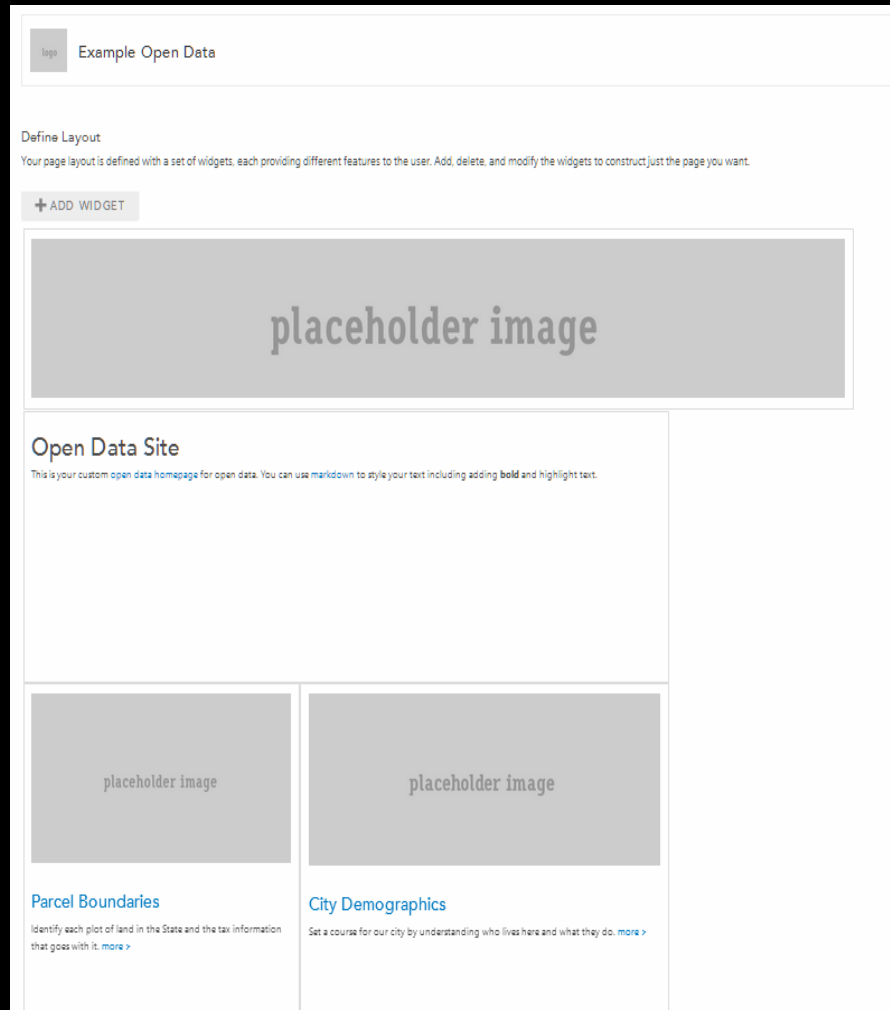 logo
Example Open Data
Define Layout
Your page layout is defined with a set of widgets, each providing different features to the user. Add, delete, and modify the widgets to construct just the page you want.
+ ADD WIDGET
placeholder image
Open Data Site
This is your custom open data homepage for open data. You can use markdown to style your text including adding bold and highlight text.
placeholder image
placeholder image
Parcel Boundaries
Identify each plot of land in the State and the tax information
that goes with it. more >
City Demographics
Set a course for our city by understanding who lives here and what they do. more >